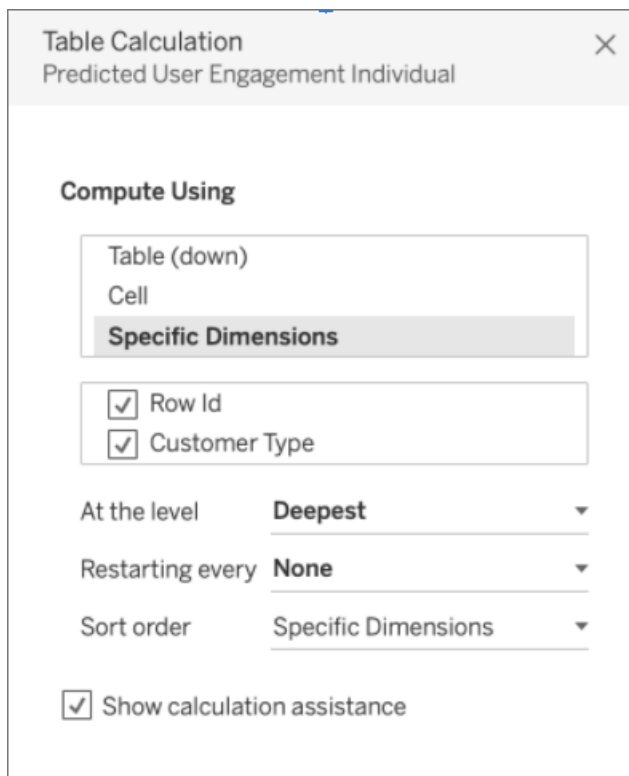 Table Calculation
Predicted User Engagement Individual
Compute Using
Table (down)
Cell
Specific Dimensions
Row Id
Customer Type
At the level Deepest
Restarting every None
Sort order Specific Dimensions
Show calculation assistance